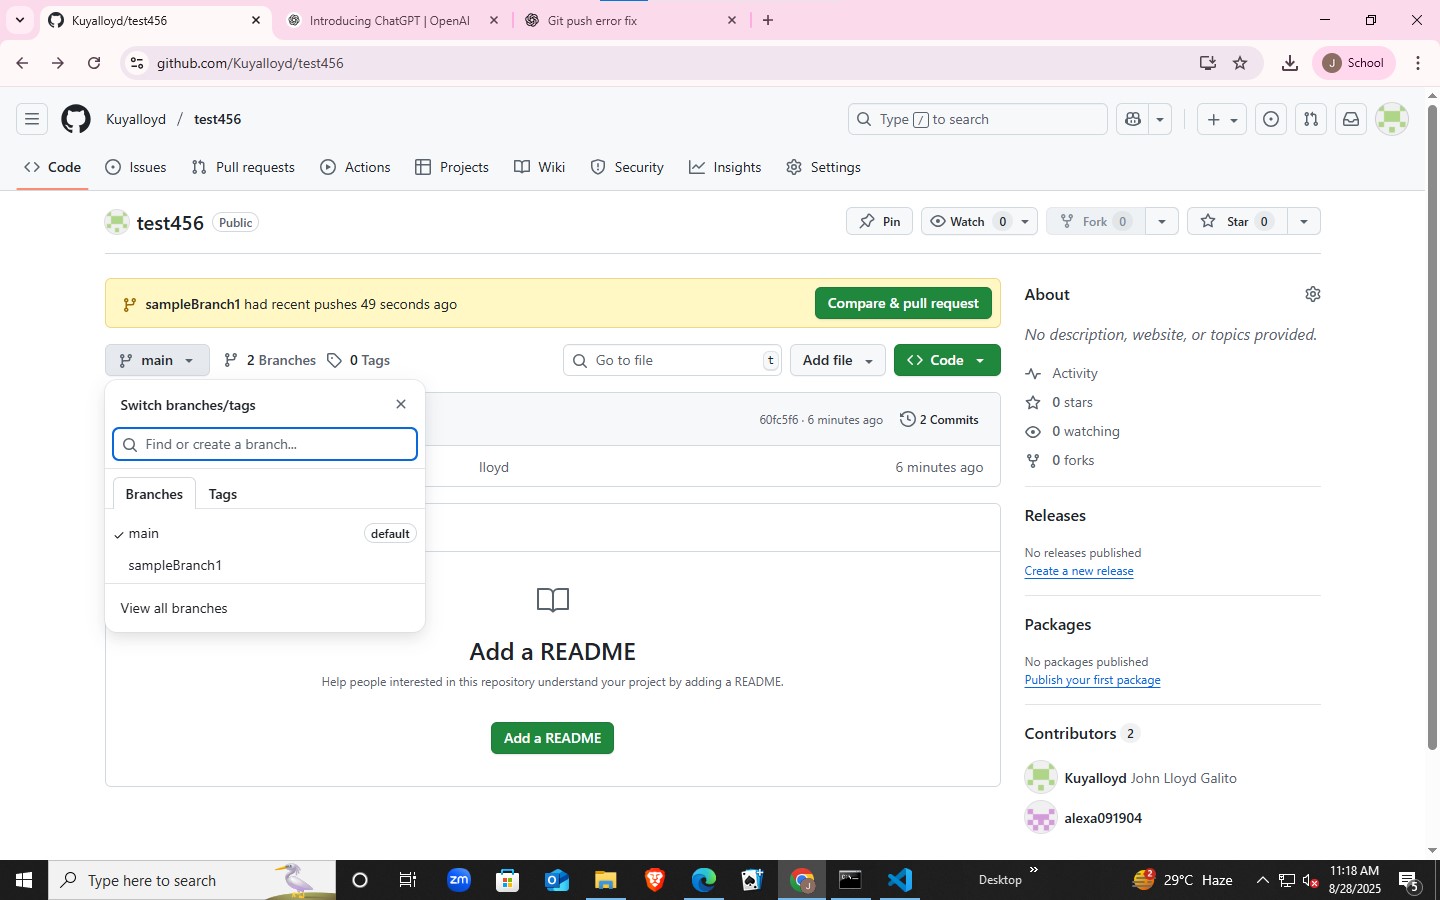 Kuyalloyd/test456
Introducing ChatGPT | OpenAI
Git push error fix
github.com/Kuyalloyd/test456
J School
Kuyalloyd / test456
Type / to search
Code
Issues
Pull requests
Actions
Projects
Wiki
Security
Insights
Settings
test456 Public
Pin
Watch 0
Fork 0
Star 0
sampleBranch1 had recent pushes 49 seconds ago
Compare & pull request
main
2 Branches
0 Tags
Go to file t
Add file
Code
Switch branches/tags
Find or create a branch...
Branches
Tags
main default
sampleBranch1
View all branches
60fc5f6 · 6 minutes ago
2 Commits
lloyd
6 minutes ago
Add a README
Help people interested in this repository understand your project by adding a README.
Add a README
About
No description, website, or topics provided.
Activity
0 stars
0 watching
0 forks
Releases
No releases published
Create a new release
Packages
No packages published
Publish your first package
Contributors 2
Kuyalloyd John Lloyd Galito
alexa091904
Type here to search
zm
Desktop
2
29°C Haze
11:18 AM
8/28/2025
5